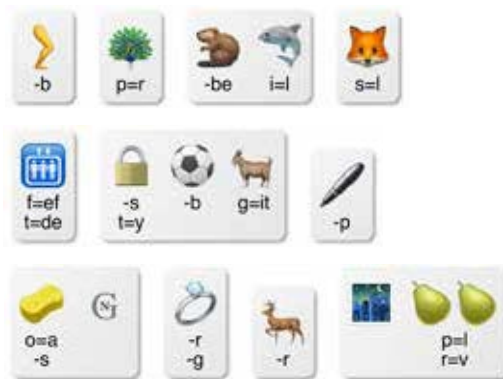 -b
p=r
-be i=l
s=l
f=ef
t=de
-s -b g=it
t=y
-p
o=a
-s
-r
-g
-r
p=l
r=v